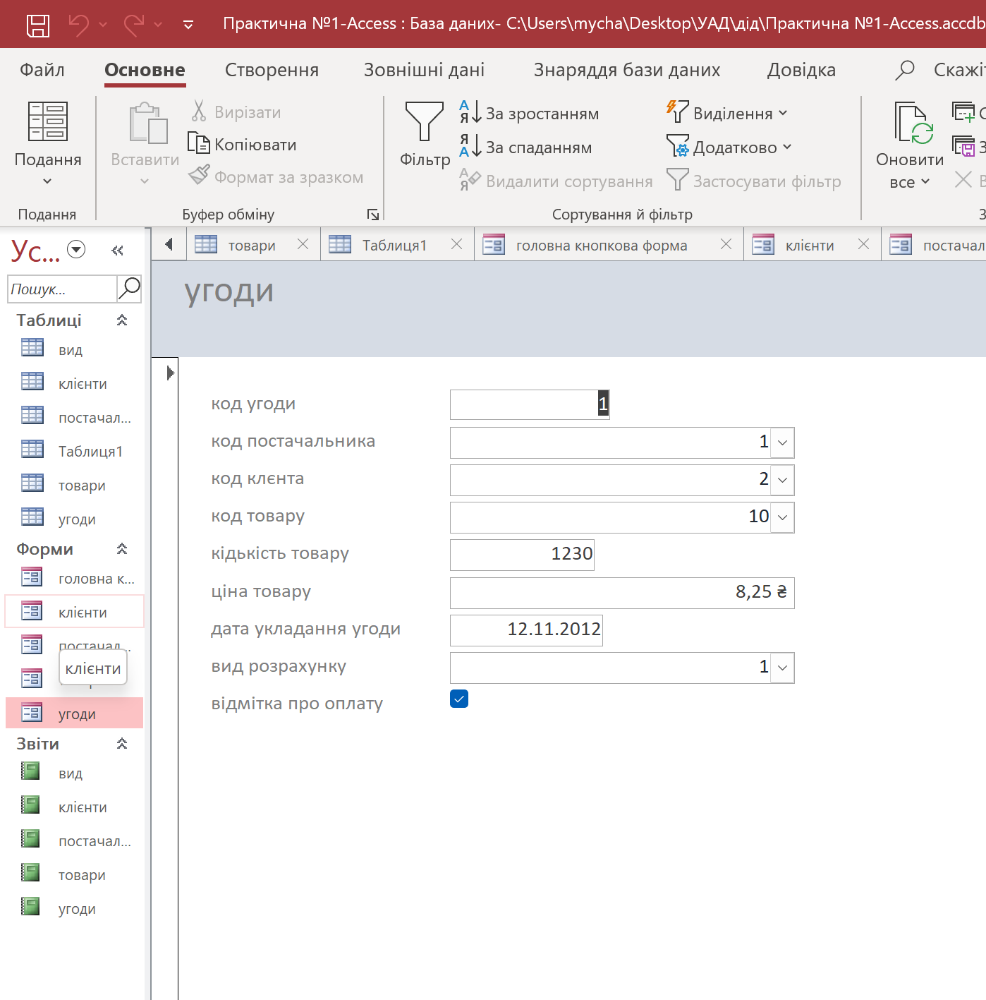 Практична №1-Access : База даних- C:\Users\mycha\Desktop\УАД\дід\Практична №1-Access.accdb
Файл Основне Створення Зовнішні дані Знаряддя бази даних Довідка
Подання
Вставити
Вирізати
Копіювати
Формат за зразком
Фільтр
За зростанням
За спаданням
Видалити сортування
Виділення
Додатково
Застосувати фільтр
Оновити
все
Подання Буфер обміну Сортування й фільтр
Ус...
Пошук...
Таблиці
вид
клієнти
постачал...
Таблиця1
товари
угоди
Форми
головна к...
клієнти
постачал...
клієнти
угоди
Звіти
вид
клієнти
постачал...
товари
угоди
товари Таблиця1 головна кнопкова форма клієнти постачал
угоди
код угоди 1
код постачальника 1
код клєнта 2
код товару 10
кідькість товару 1230
ціна товару 8,25 ₴
дата укладання угоди 12.11.2012
вид розрахунку 1
відмітка про оплату